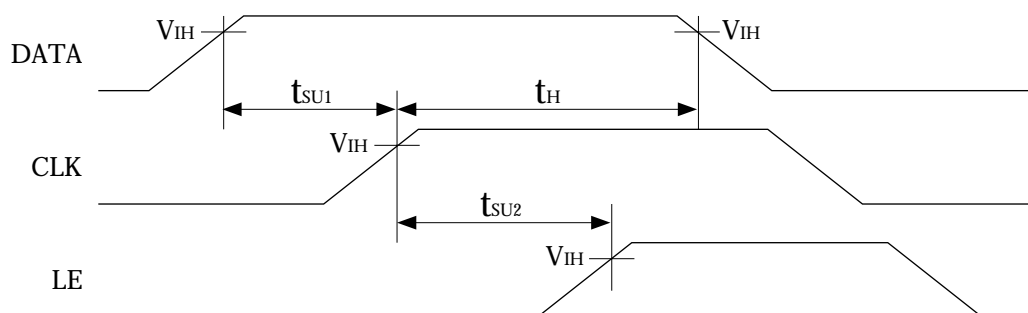 VIH VIH
DATA
tSU1 tH
VIH
CLK
tSU2
VIH
LE